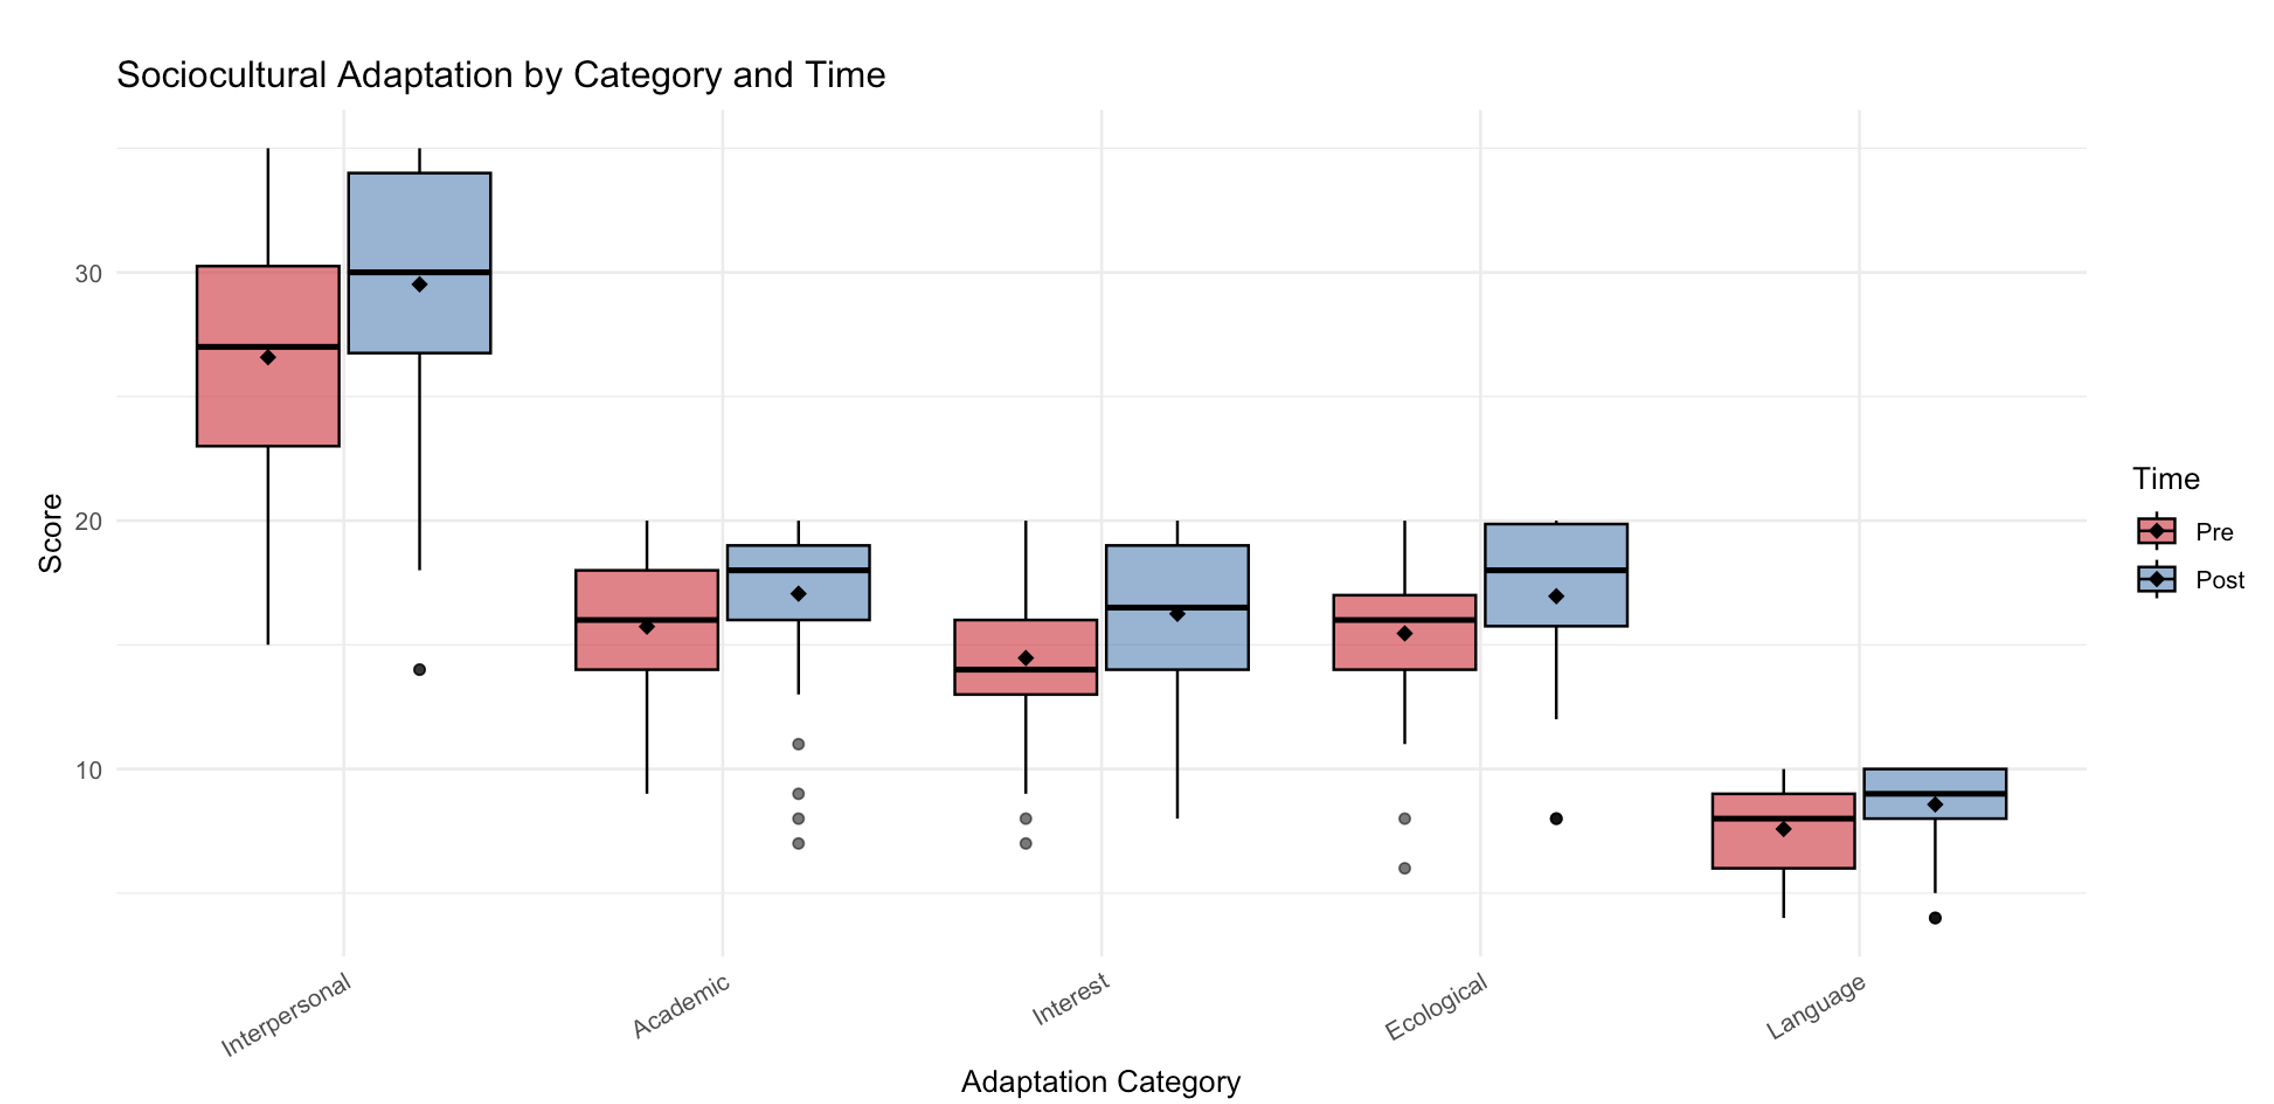 Sociocultural Adaptation by Category and Time
Score
30
20
10
Interpersonal
Academic
Interest
Ecological
Language
Adaptation Category
Time
Pre
Post